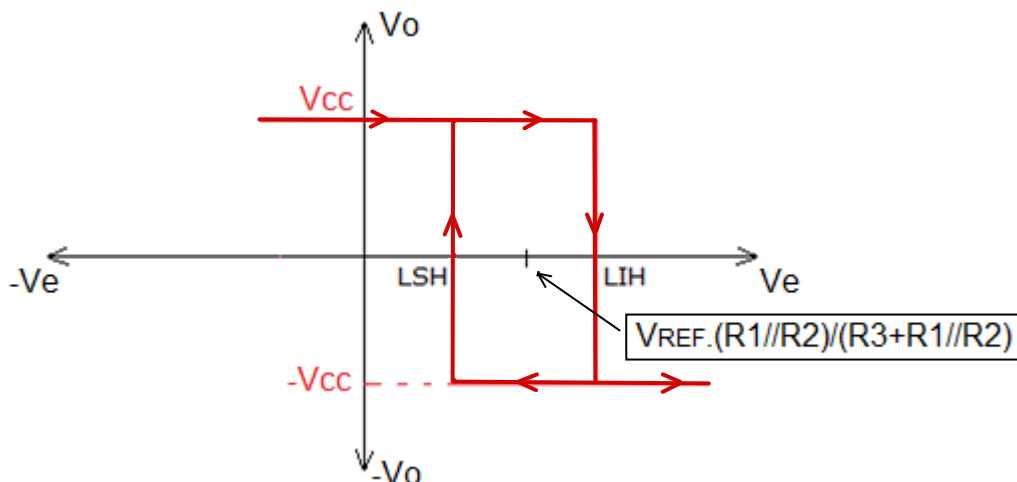 Vo
Vcc
-Ve
LSH
LIH
Ve
VREF.(R1//R2)/(R3+R1//R2)
-Vcc
-Vo